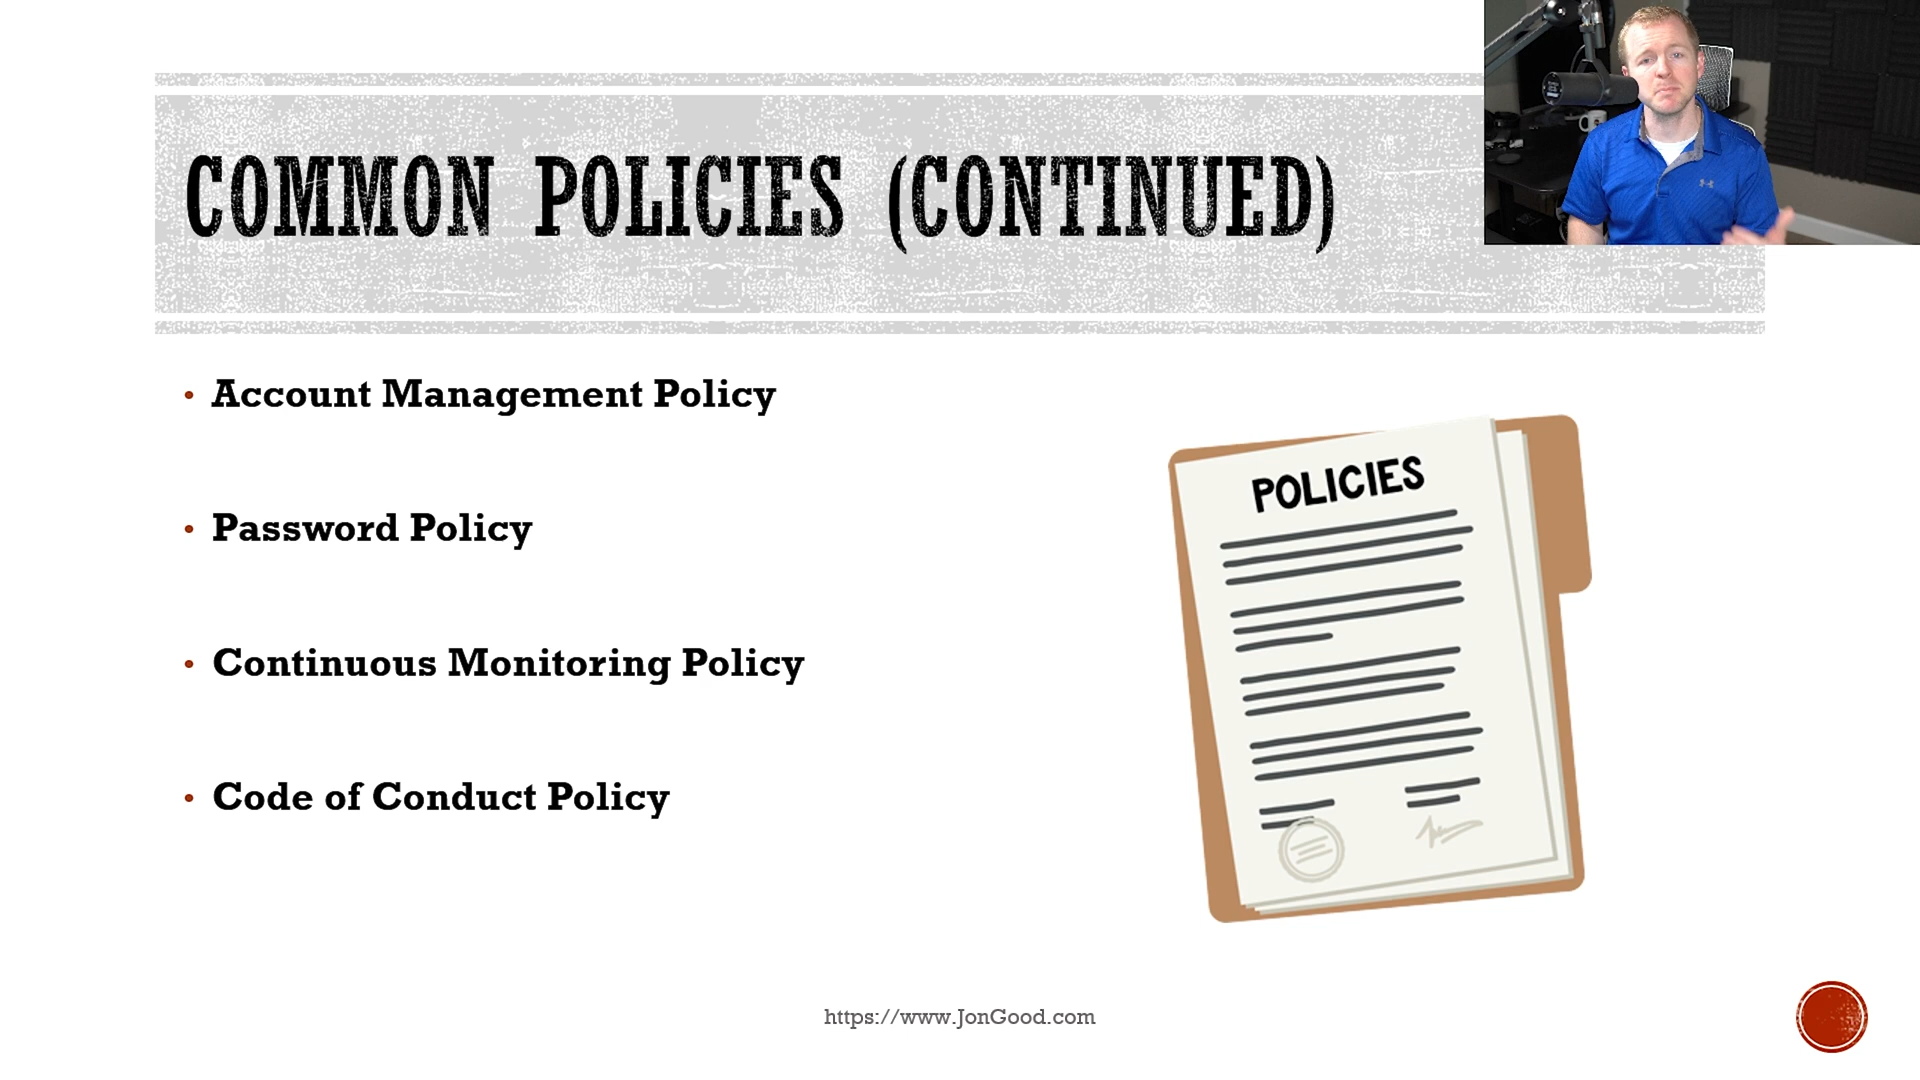 COMMON POLICIES (CONTINUED)
• Account Management Policy
• Password Policy
• Continuous Monitoring Policy
• Code of Conduct Policy
POLICIES
https://www.JonGood.com